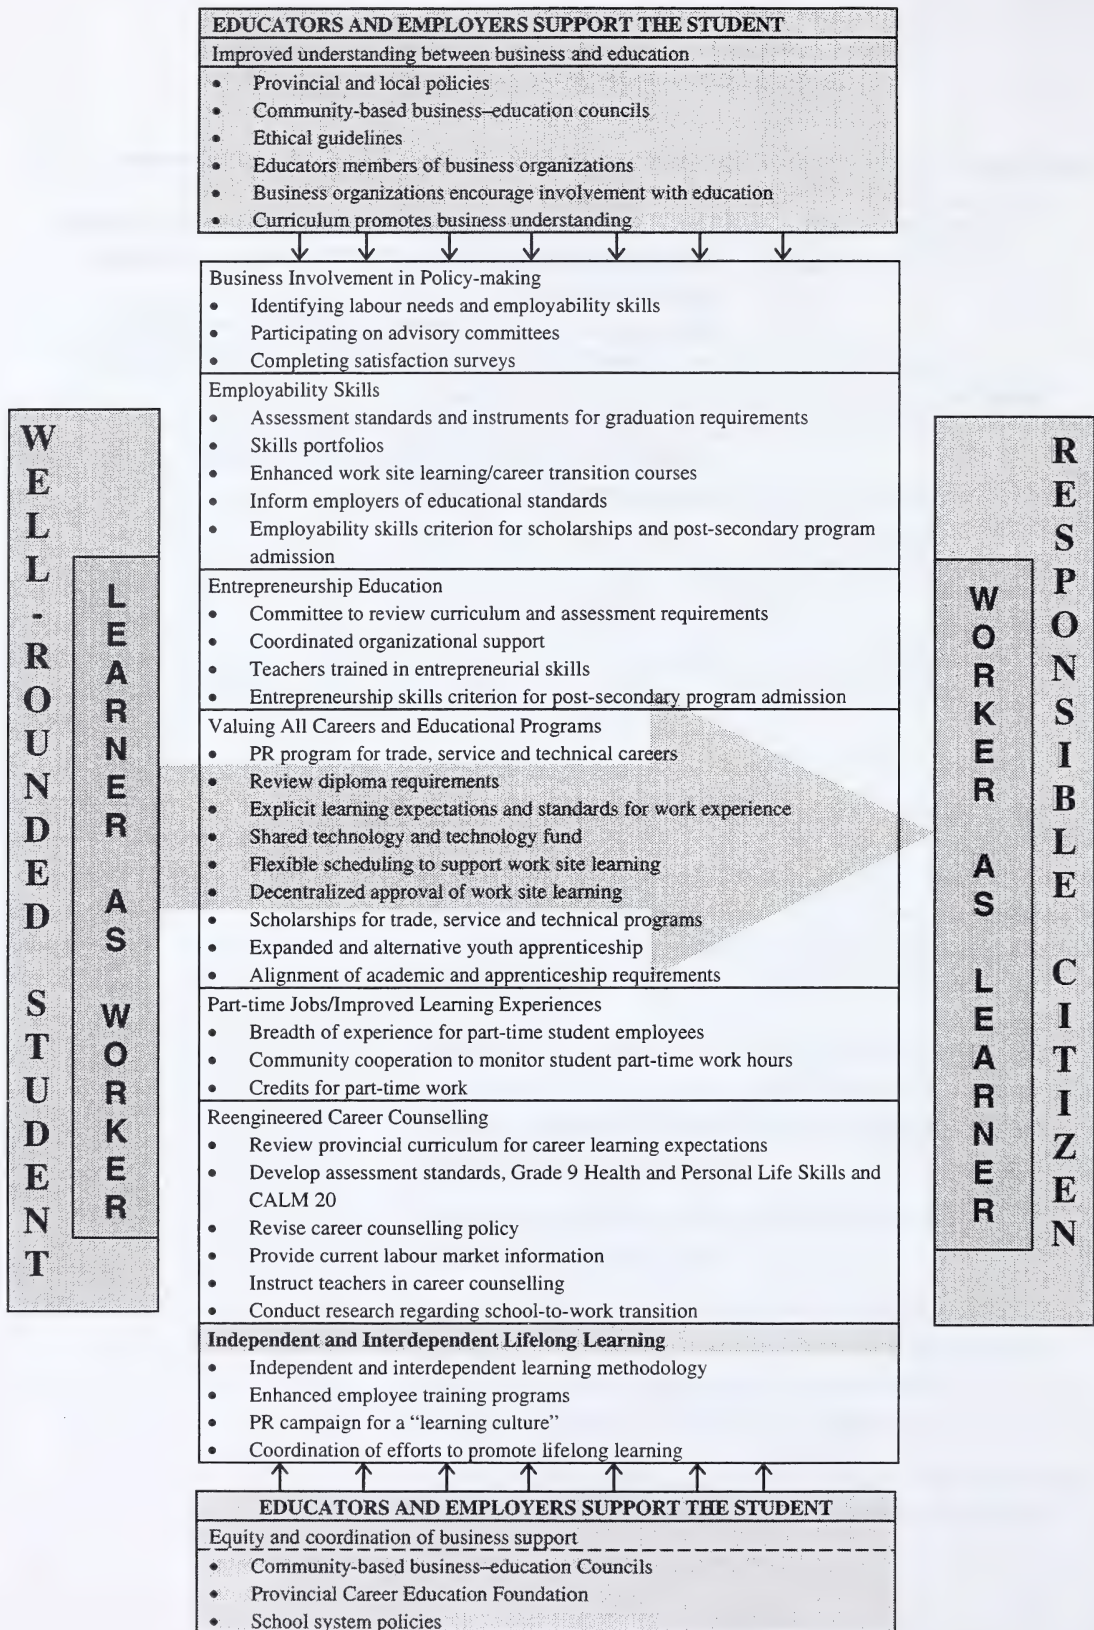 EDUCATORS AND EMPLOYERS SUPPORT THE STUDENT
Improved understanding between business and education
• Provincial and local policies
• Community-based business–education councils
• Ethical guidelines
• Educators members of business organizations
• Business organizations encourage involvement with education
• Curriculum promotes business understanding
WELL-ROUNDED STUDENT
LEARNER AS WORKER
Business Involvement in Policy-making
• Identifying labour needs and employability skills
• Participating on advisory committees
• Completing satisfaction surveys
Employability Skills
• Assessment standards and instruments for graduation requirements
• Skills portfolios
• Enhanced work site learning/career transition courses
• Inform employers of educational standards
• Employability skills criterion for scholarships and post-secondary program
admission
Entrepreneurship Education
• Committee to review curriculum and assessment requirements
• Coordinated organizational support
• Teachers trained in entrepreneurial skills
• Entrepreneurship skills criterion for post-secondary program admission
Valuing All Careers and Educational Programs
• PR program for trade, service and technical careers
• Review diploma requirements
• Explicit learning expectations and standards for work experience
• Shared technology and technology fund
• Flexible scheduling to support work site learning
• Decentralized approval of work site learning
• Scholarships for trade, service and technical programs
• Expanded and alternative youth apprenticeship
• Alignment of academic and apprenticeship requirements
Part-time Jobs/Improved Learning Experiences
• Breadth of experience for part-time student employees
• Community cooperation to monitor student part-time work hours
• Credits for part-time work
Reengineered Career Counselling
• Review provincial curriculum for career learning expectations
• Develop assessment standards, Grade 9 Health and Personal Life Skills and
CALM 20
• Revise career counselling policy
• Provide current labour market information
• Instruct teachers in career counselling
• Conduct research regarding school-to-work transition
Independent and Interdependent Lifelong Learning
• Independent and interdependent learning methodology
• Enhanced employee training programs
• PR campaign for a “learning culture”
• Coordination of efforts to promote lifelong learning
WORKER AS LEARNER
RESPONSIBLE CITIZEN
EDUCATORS AND EMPLOYERS SUPPORT THE STUDENT
Equity and coordination of business support
• Community-based business–education Councils
• Provincial Career Education Foundation
• School system policies